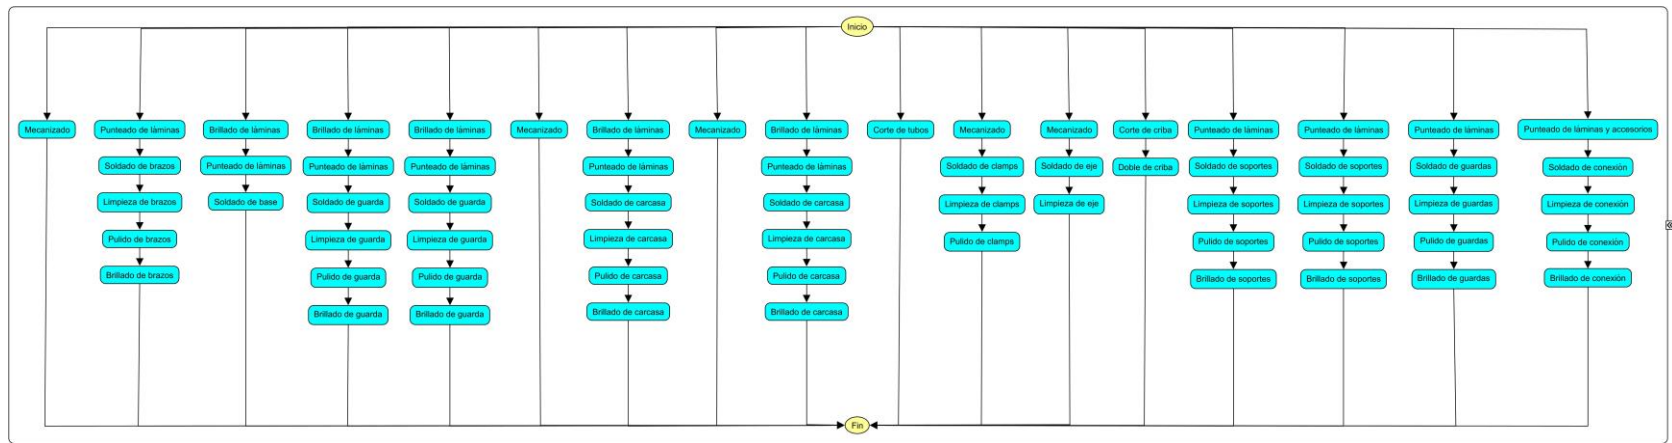 Inicio
Mecanizado
Punteado de láminas
Brillado de láminas
Brillado de láminas
Brillado de láminas
Mecanizado
Brillado de láminas
Mecanizado
Brillado de láminas
Corte de tubos
Mecanizado
Mecanizado
Corte de criba
Punteado de láminas
Punteado de láminas
Punteado de láminas
Punteado de láminas y accesorios
Soldado de brazos
Punteado de láminas
Punteado de láminas
Punteado de láminas
Punteado de láminas
Punteado de láminas
Soldado de clamps
Soldado de eje
Doble de criba
Soldado de soportes
Soldado de soportes
Soldado de guardas
Soldado de conexión
Limpieza de brazos
Soldado de base
Soldado de guarda
Soldado de guarda
Soldado de carcasa
Soldado de carcasa
Limpieza de clamps
Limpieza de eje
Limpieza de soportes
Limpieza de soportes
Limpieza de guardas
Limpieza de conexión
Pulido de brazos
Limpieza de guarda
Limpieza de guarda
Limpieza de carcasa
Limpieza de carcasa
Pulido de clamps
Pulido de soportes
Pulido de soportes
Pulido de guardas
Pulido de conexión
Brillado de brazos
Pulido de guarda
Pulido de guarda
Pulido de carcasa
Pulido de carcasa
Brillado de soportes
Brillado de soportes
Brillado de guardas
Brillado de conexión
Brillado de guarda
Brillado de guarda
Brillado de carcasa
Brillado de carcasa
Fin